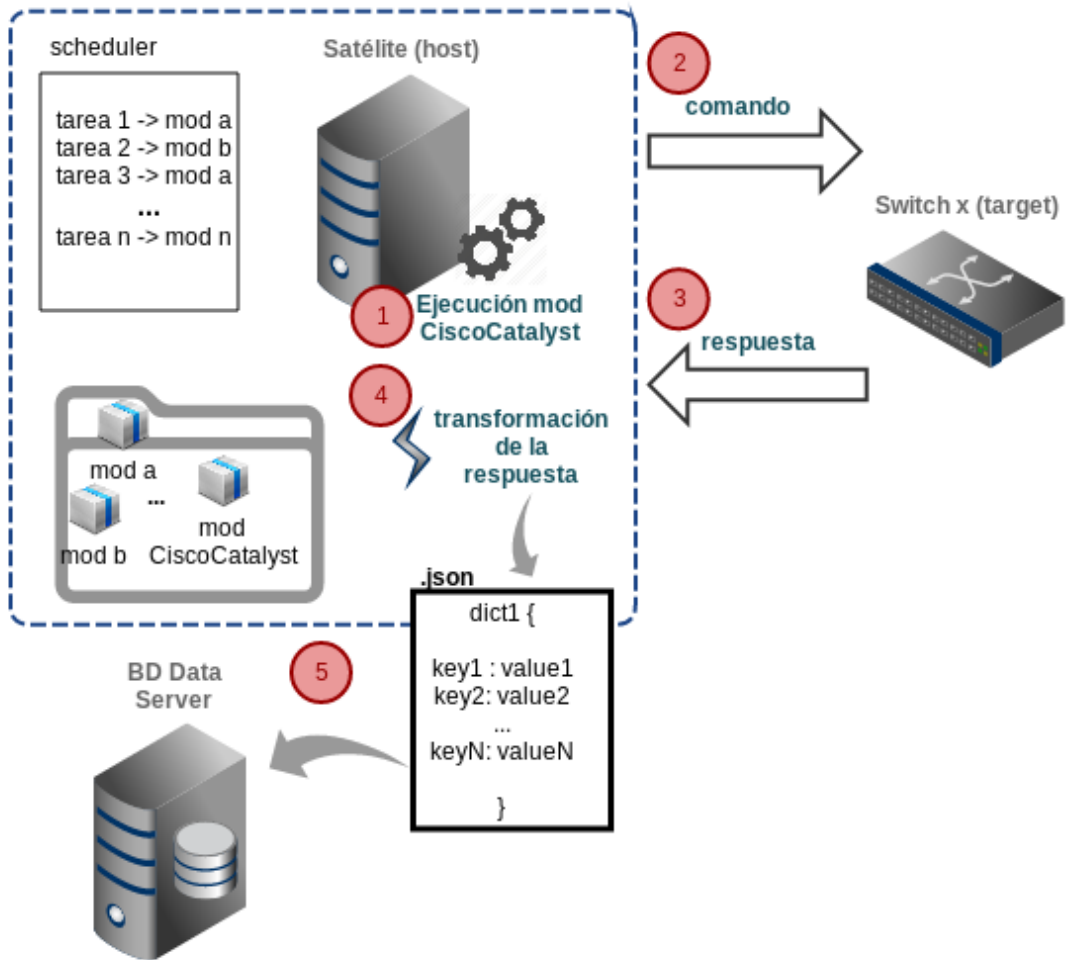 scheduler
tarea 1 -> mod a
tarea 2 -> mod b
tarea 3 -> mod a
...
tarea n -> mod n
Satélite (host)
1
Ejecución mod
CiscoCatalyst
2
comando
Switch x (target)
3
respuesta
4
transformación
de la
respuesta
mod a
...
mod b
mod
CiscoCatalyst
.json
dict1 {
key1 : value1
key2: value2
...
keyN: valueN
}
5
BD Data
Server